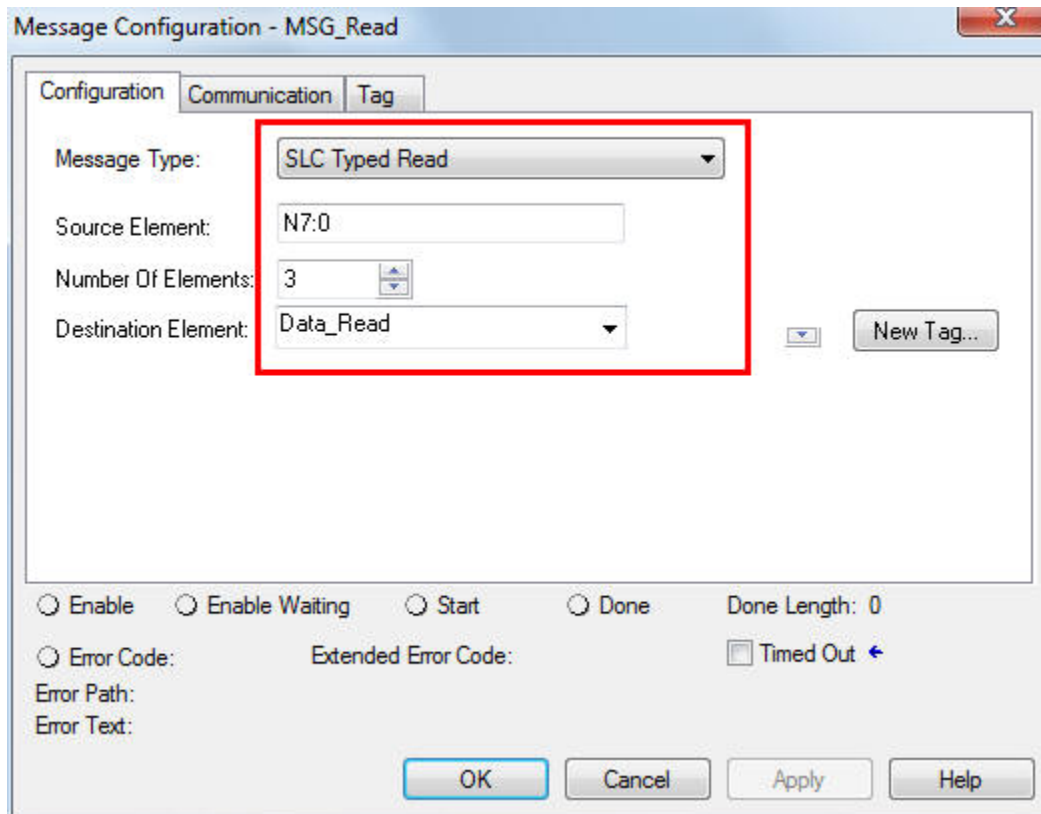 Message Configuration - MSG_Read
Configuration Communication Tag
Message Type: SLC Typed Read
Source Element: N7:0
Number Of Elements: 3
Destination Element: Data_Read New Tag...
Enable Enable Waiting Start Done Done Length: 0
Error Code: Extended Error Code: Timed Out
Error Path:
Error Text:
OK Cancel Apply Help